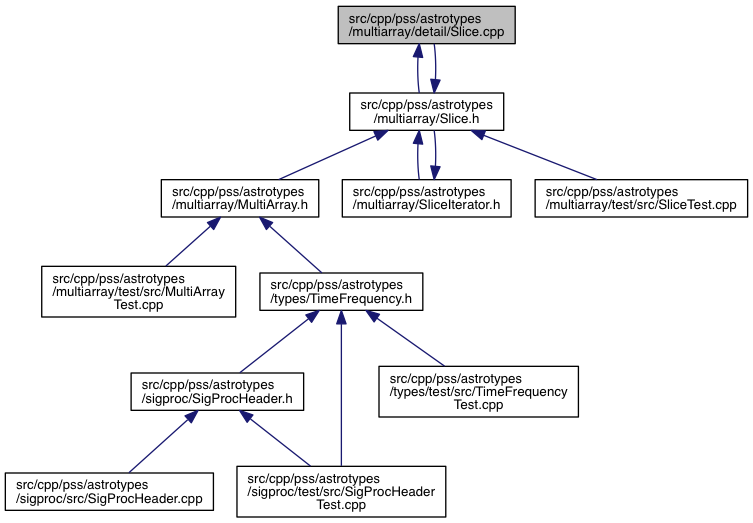 src/cpp/pss/astrotypes
/multiarray/detail/Slice.cpp
src/cpp/pss/astrotypes
/multiarray/Slice.h
src/cpp/pss/astrotypes
/multiarray/MultiArray.h
src/cpp/pss/astrotypes
/multiarray/SliceIterator.h
src/cpp/pss/astrotypes
/multiarray/test/src/SliceTest.cpp
src/cpp/pss/astrotypes
/multiarray/test/src/MultiArray
Test.cpp
src/cpp/pss/astrotypes
/types/TimeFrequency.h
src/cpp/pss/astrotypes
/sigproc/SigProcHeader.h
src/cpp/pss/astrotypes
/types/test/src/TimeFrequency
Test.cpp
src/cpp/pss/astrotypes
/sigproc/src/SigProcHeader.cpp
src/cpp/pss/astrotypes
/sigproc/test/src/SigProcHeader
Test.cpp